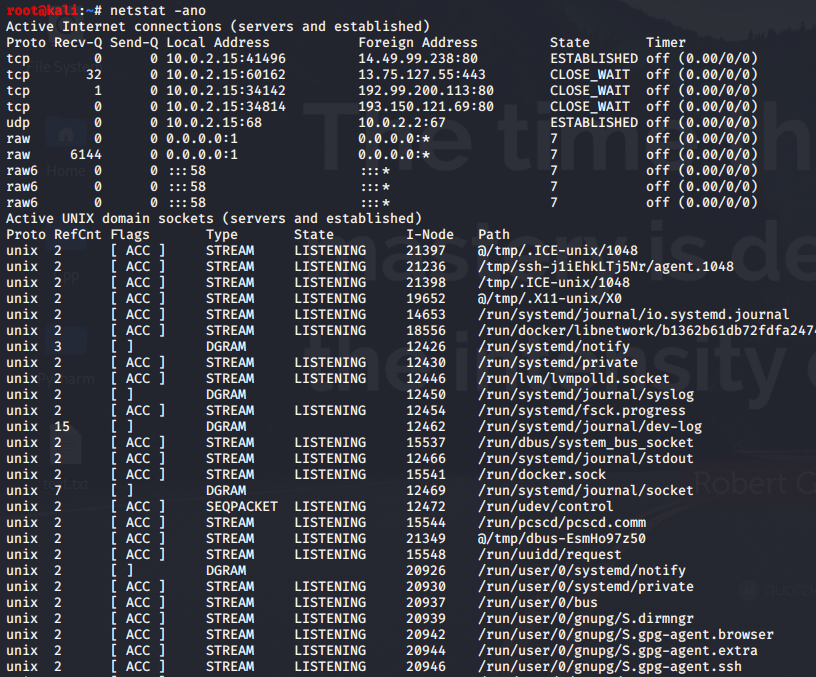 root@kali:~# netstat -ano
Active Internet connections (servers and established)
Proto Recv-Q Send-Q Local Address Foreign Address State Timer
tcp 0 0 10.0.2.15:41496 14.49.99.238:80 ESTABLISHED off (0.00/0/0)
tcp 32 0 10.0.2.15:60162 13.75.127.55:443 CLOSE_WAIT off (0.00/0/0)
tcp 1 0 10.0.2.15:34142 192.99.200.113:80 CLOSE_WAIT off (0.00/0/0)
tcp 0 0 10.0.2.15:34814 193.150.121.69:80 CLOSE_WAIT off (0.00/0/0)
udp 0 0 10.0.2.15:68 10.0.2.2:67 ESTABLISHED off (0.00/0/0)
raw 0 0 0.0.0.0:1 0.0.0.0:* 7 off (0.00/0/0)
raw 6144 0 0.0.0.0:1 0.0.0.0:* 7 off (0.00/0/0)
raw6 0 0 :::58 :::* 7 off (0.00/0/0)
raw6 0 0 :::58 :::* 7 off (0.00/0/0)
raw6 0 0 :::58 :::* 7 off (0.00/0/0)
Active UNIX domain sockets (servers and established)
Proto RefCnt Flags Type State I-Node Path
unix 2 [ ACC ] STREAM LISTENING 21397 @/tmp/.ICE-unix/1048
unix 2 [ ACC ] STREAM LISTENING 21236 /tmp/ssh-j1iEhkLTj5Nr/agent.1048
unix 2 [ ACC ] STREAM LISTENING 21398 /tmp/.ICE-unix/1048
unix 2 [ ACC ] STREAM LISTENING 19652 @/tmp/.X11-unix/X0
unix 2 [ ACC ] STREAM LISTENING 14653 /run/systemd/journal/io.systemd.journal
unix 2 [ ACC ] STREAM LISTENING 18556 /run/docker/libnetwork/b1362b61db72fdfa2474
unix 3 [ ] DGRAM 12426 /run/systemd/notify
unix 2 [ ACC ] STREAM LISTENING 12430 /run/systemd/private
unix 2 [ ACC ] STREAM LISTENING 12446 /run/lvm/lvmpolld.socket
unix 2 [ ] DGRAM 12450 /run/systemd/journal/syslog
unix 2 [ ACC ] STREAM LISTENING 12454 /run/systemd/fsck.progress
unix 15 [ ] DGRAM 12462 /run/systemd/journal/dev-log
unix 2 [ ACC ] STREAM LISTENING 15537 /run/dbus/system_bus_socket
unix 2 [ ACC ] STREAM LISTENING 12466 /run/systemd/journal/stdout
unix 2 [ ACC ] STREAM LISTENING 15541 /run/docker.sock
unix 7 [ ] DGRAM 12469 /run/systemd/journal/socket
unix 2 [ ACC ] SEQPACKET LISTENING 12472 /run/udev/control
unix 2 [ ACC ] STREAM LISTENING 15544 /run/pcscd/pcscd.comm
unix 2 [ ACC ] STREAM LISTENING 21349 @/tmp/dbus-EsmHo97z50
unix 2 [ ACC ] STREAM LISTENING 15548 /run/uuidd/request
unix 2 [ ] DGRAM 20926 /run/user/0/systemd/notify
unix 2 [ ACC ] STREAM LISTENING 20930 /run/user/0/systemd/private
unix 2 [ ACC ] STREAM LISTENING 20937 /run/user/0/bus
unix 2 [ ACC ] STREAM LISTENING 20939 /run/user/0/gnupg/S.dirmngr
unix 2 [ ACC ] STREAM LISTENING 20942 /run/user/0/gnupg/S.gpg-agent.browser
unix 2 [ ACC ] STREAM LISTENING 20944 /run/user/0/gnupg/S.gpg-agent.extra
unix 2 [ ACC ] STREAM LISTENING 20946 /run/user/0/gnupg/S.gpg-agent.ssh